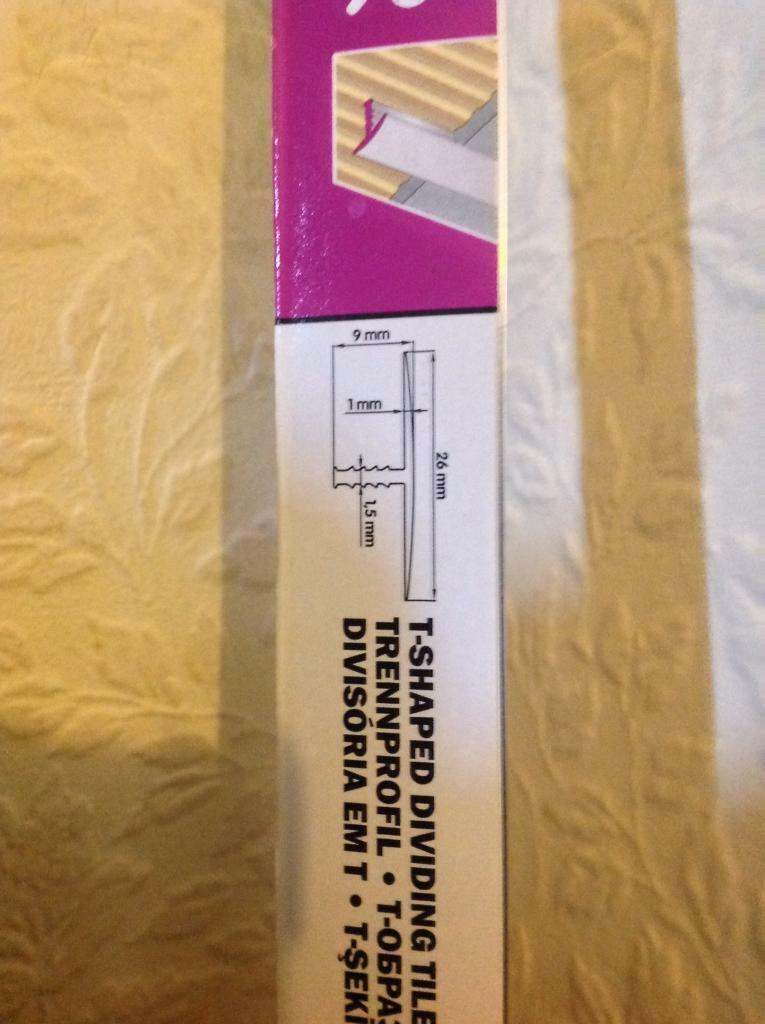 9 mm
1 mm
26 mm
1,5 mm
T-SHAPED DIVIDING TILE
TRENNPROFIL • T-ОБРАЗ
DIVISÓRIA EM T • T-ŞEKİ